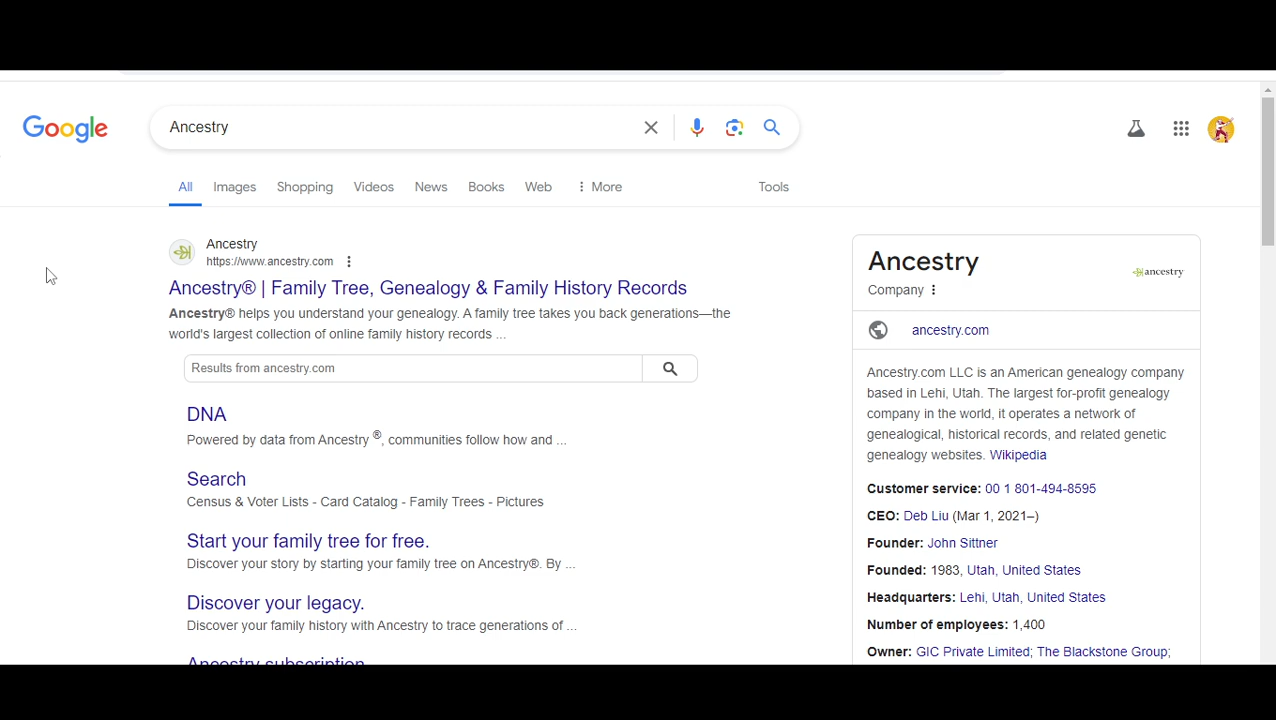 Google
Ancestry
All Images Shopping Videos News Books Web More Tools
Ancestry
https://www.ancestry.com
Ancestry® | Family Tree, Genealogy & Family History Records
Ancestry® helps you understand your genealogy. A family tree takes you back generations—the
world's largest collection of online family history records ...
Results from ancestry.com
DNA
Powered by data from Ancestry ®, communities follow how and ...
Search
Census & Voter Lists - Card Catalog - Family Trees - Pictures
Start your family tree for free.
Discover your story by starting your family tree on Ancestry®. By ...
Discover your legacy.
Discover your family history with Ancestry to trace generations of ...
Ancestry subscription
Ancestry
ancestry
Company
ancestry.com
Ancestry.com LLC is an American genealogy company
based in Lehi, Utah. The largest for-profit genealogy
company in the world, it operates a network of
genealogical, historical records, and related genetic
genealogy websites. Wikipedia
Customer service: 00 1 801-494-8595
CEO: Deb Liu (Mar 1, 2021–)
Founder: John Sittner
Founded: 1983, Utah, United States
Headquarters: Lehi, Utah, United States
Number of employees: 1,400
Owner: GIC Private Limited; The Blackstone Group;